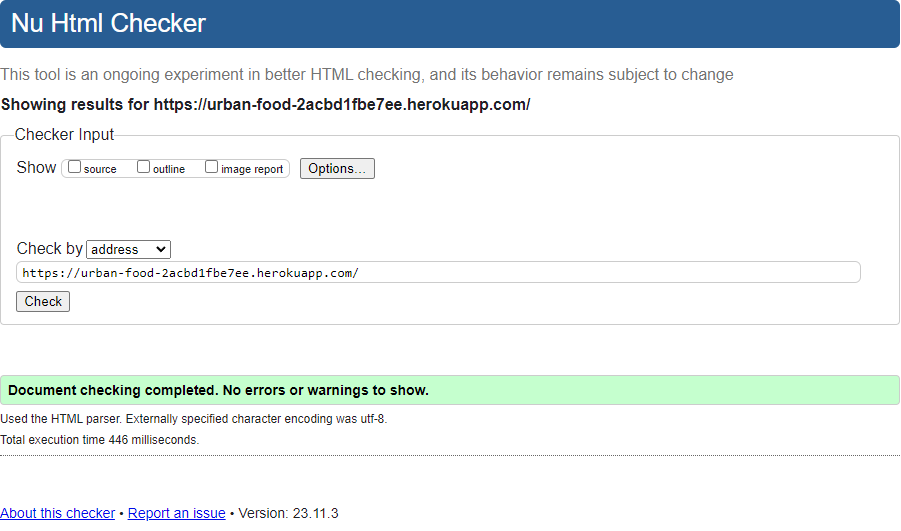 Nu Html Checker
This tool is an ongoing experiment in better HTML checking, and its behavior remains subject to change
Showing results for https://urban-food-2acbd1fbe7ee.herokuapp.com/
Checker Input
Show source outline image report Options...
Check by address
https://urban-food-2acbd1fbe7ee.herokuapp.com/
Check
Document checking completed. No errors or warnings to show.
Used the HTML parser. Externally specified character encoding was utf-8.
Total execution time 446 milliseconds.
About this checker • Report an issue • Version: 23.11.3